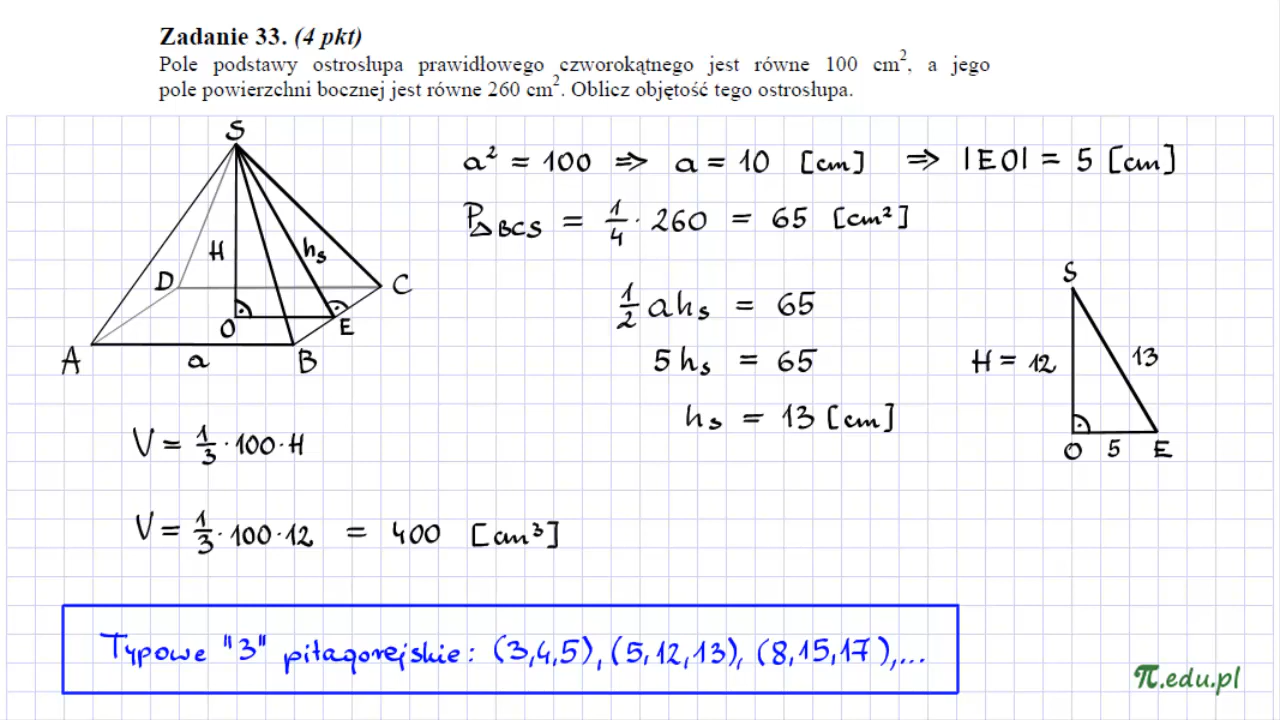 Zadanie 33. (4 pkt)
Pole podstawy ostrosłupa prawidłowego czworokątnego jest równe 100 cm², a jego
pole powierzchni bocznej jest równe 260 cm². Oblicz objętość tego ostrosłupa.
S
H
hs
D
C
O
E
A
a
B
a² = 100 ⇒ a = 10 [cm] ⇒ |EO| = 5 [cm]
P△BCS = 1/4 · 260 = 65 [cm²]
1/2 ahs = 65
5hs = 65
hs = 13 [cm]
S
H = 12
13
O 5 E
V = 1/3 · 100 · H
V = 1/3 · 100 · 12 = 400 [cm³]
Typowe "3" pitagorejskie: (3,4,5), (5,12,13), (8,15,17),...
π.edu.pl